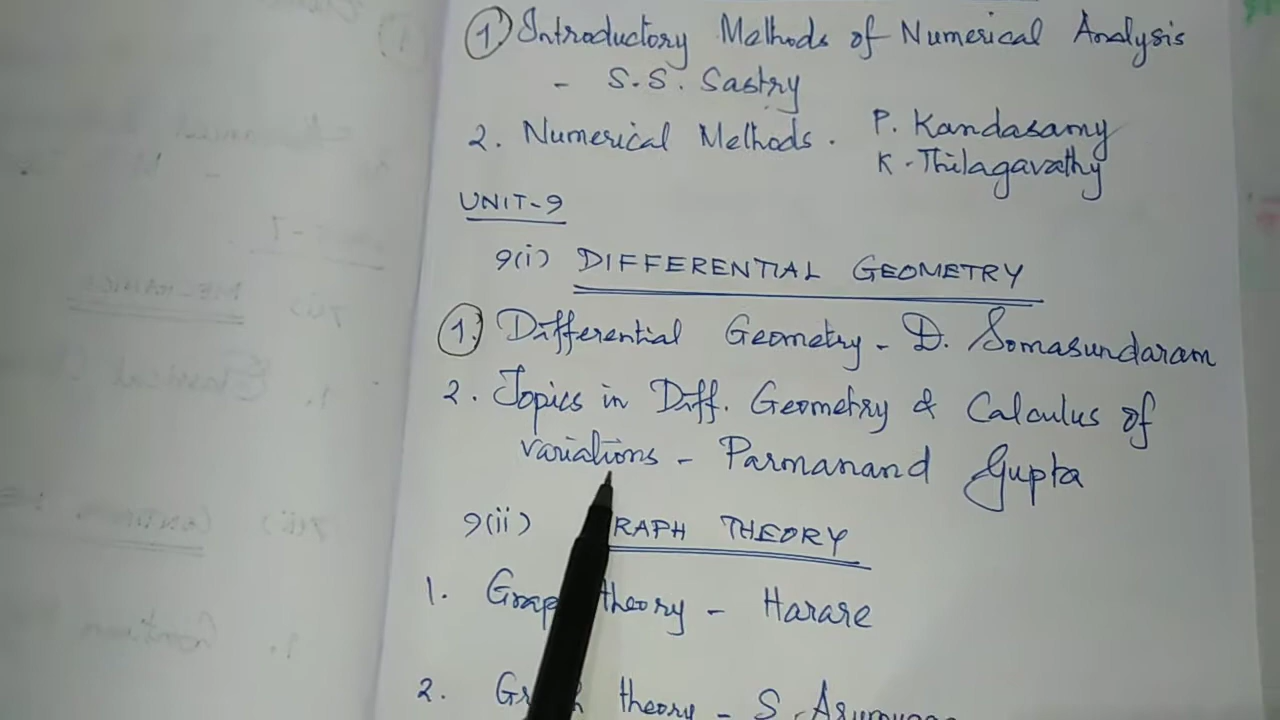 ① Introductory Methods of Numerical Analysis
- S.S. Sastry
2. Numerical Methods. P. Kandasamy
K. Thilagavathy
UNIT-9
9(i) DIFFERENTIAL GEOMETRY
①. Differential Geometry - D. Somasundaram
2. Topics in Diff. Geometry & Calculus of
variations - Parmanand Gupta
9(ii) RAPH THEORY
1. Grap theory - Harare
2. theory - S.